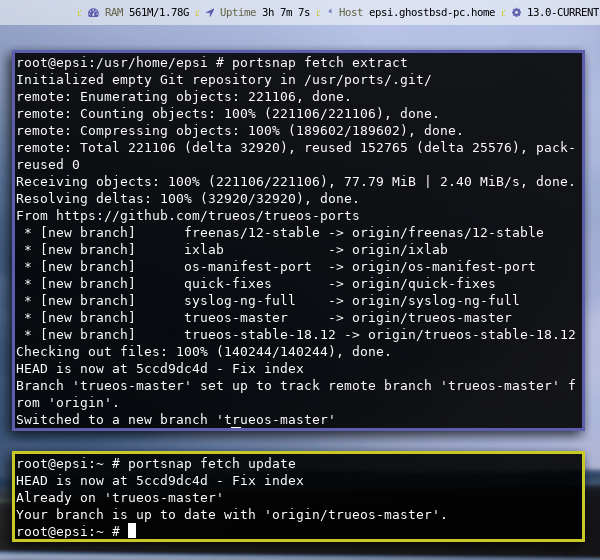 RAM 561M/1.78G Uptime 3h 7m 7s Host epsi.ghostbsd-pc.home 13.0-CURRENT
root@epsi:/usr/home/epsi # portsnap fetch extract
Initialized empty Git repository in /usr/ports/.git/
remote: Enumerating objects: 221106, done.
remote: Counting objects: 100% (221106/221106), done.
remote: Compressing objects: 100% (189602/189602), done.
remote: Total 221106 (delta 32920), reused 152765 (delta 25576), pack-
reused 0
Receiving objects: 100% (221106/221106), 77.79 MiB | 2.40 MiB/s, done.
Resolving deltas: 100% (32920/32920), done.
From https://github.com/trueos/trueos-ports
 * [new branch]      freenas/12-stable -> origin/freenas/12-stable
 * [new branch]      ixlab             -> origin/ixlab
 * [new branch]      os-manifest-port  -> origin/os-manifest-port
 * [new branch]      quick-fixes       -> origin/quick-fixes
 * [new branch]      syslog-ng-full    -> origin/syslog-ng-full
 * [new branch]      trueos-master     -> origin/trueos-master
 * [new branch]      trueos-stable-18.12 -> origin/trueos-stable-18.12
Checking out files: 100% (140244/140244), done.
HEAD is now at 5ccd9dc4d - Fix index
Branch 'trueos-master' set up to track remote branch 'trueos-master' f
rom 'origin'.
Switched to a new branch 'trueos-master'
root@epsi:~ # portsnap fetch update
HEAD is now at 5ccd9dc4d - Fix index
Already on 'trueos-master'
Your branch is up to date with 'origin/trueos-master'.
root@epsi:~ #